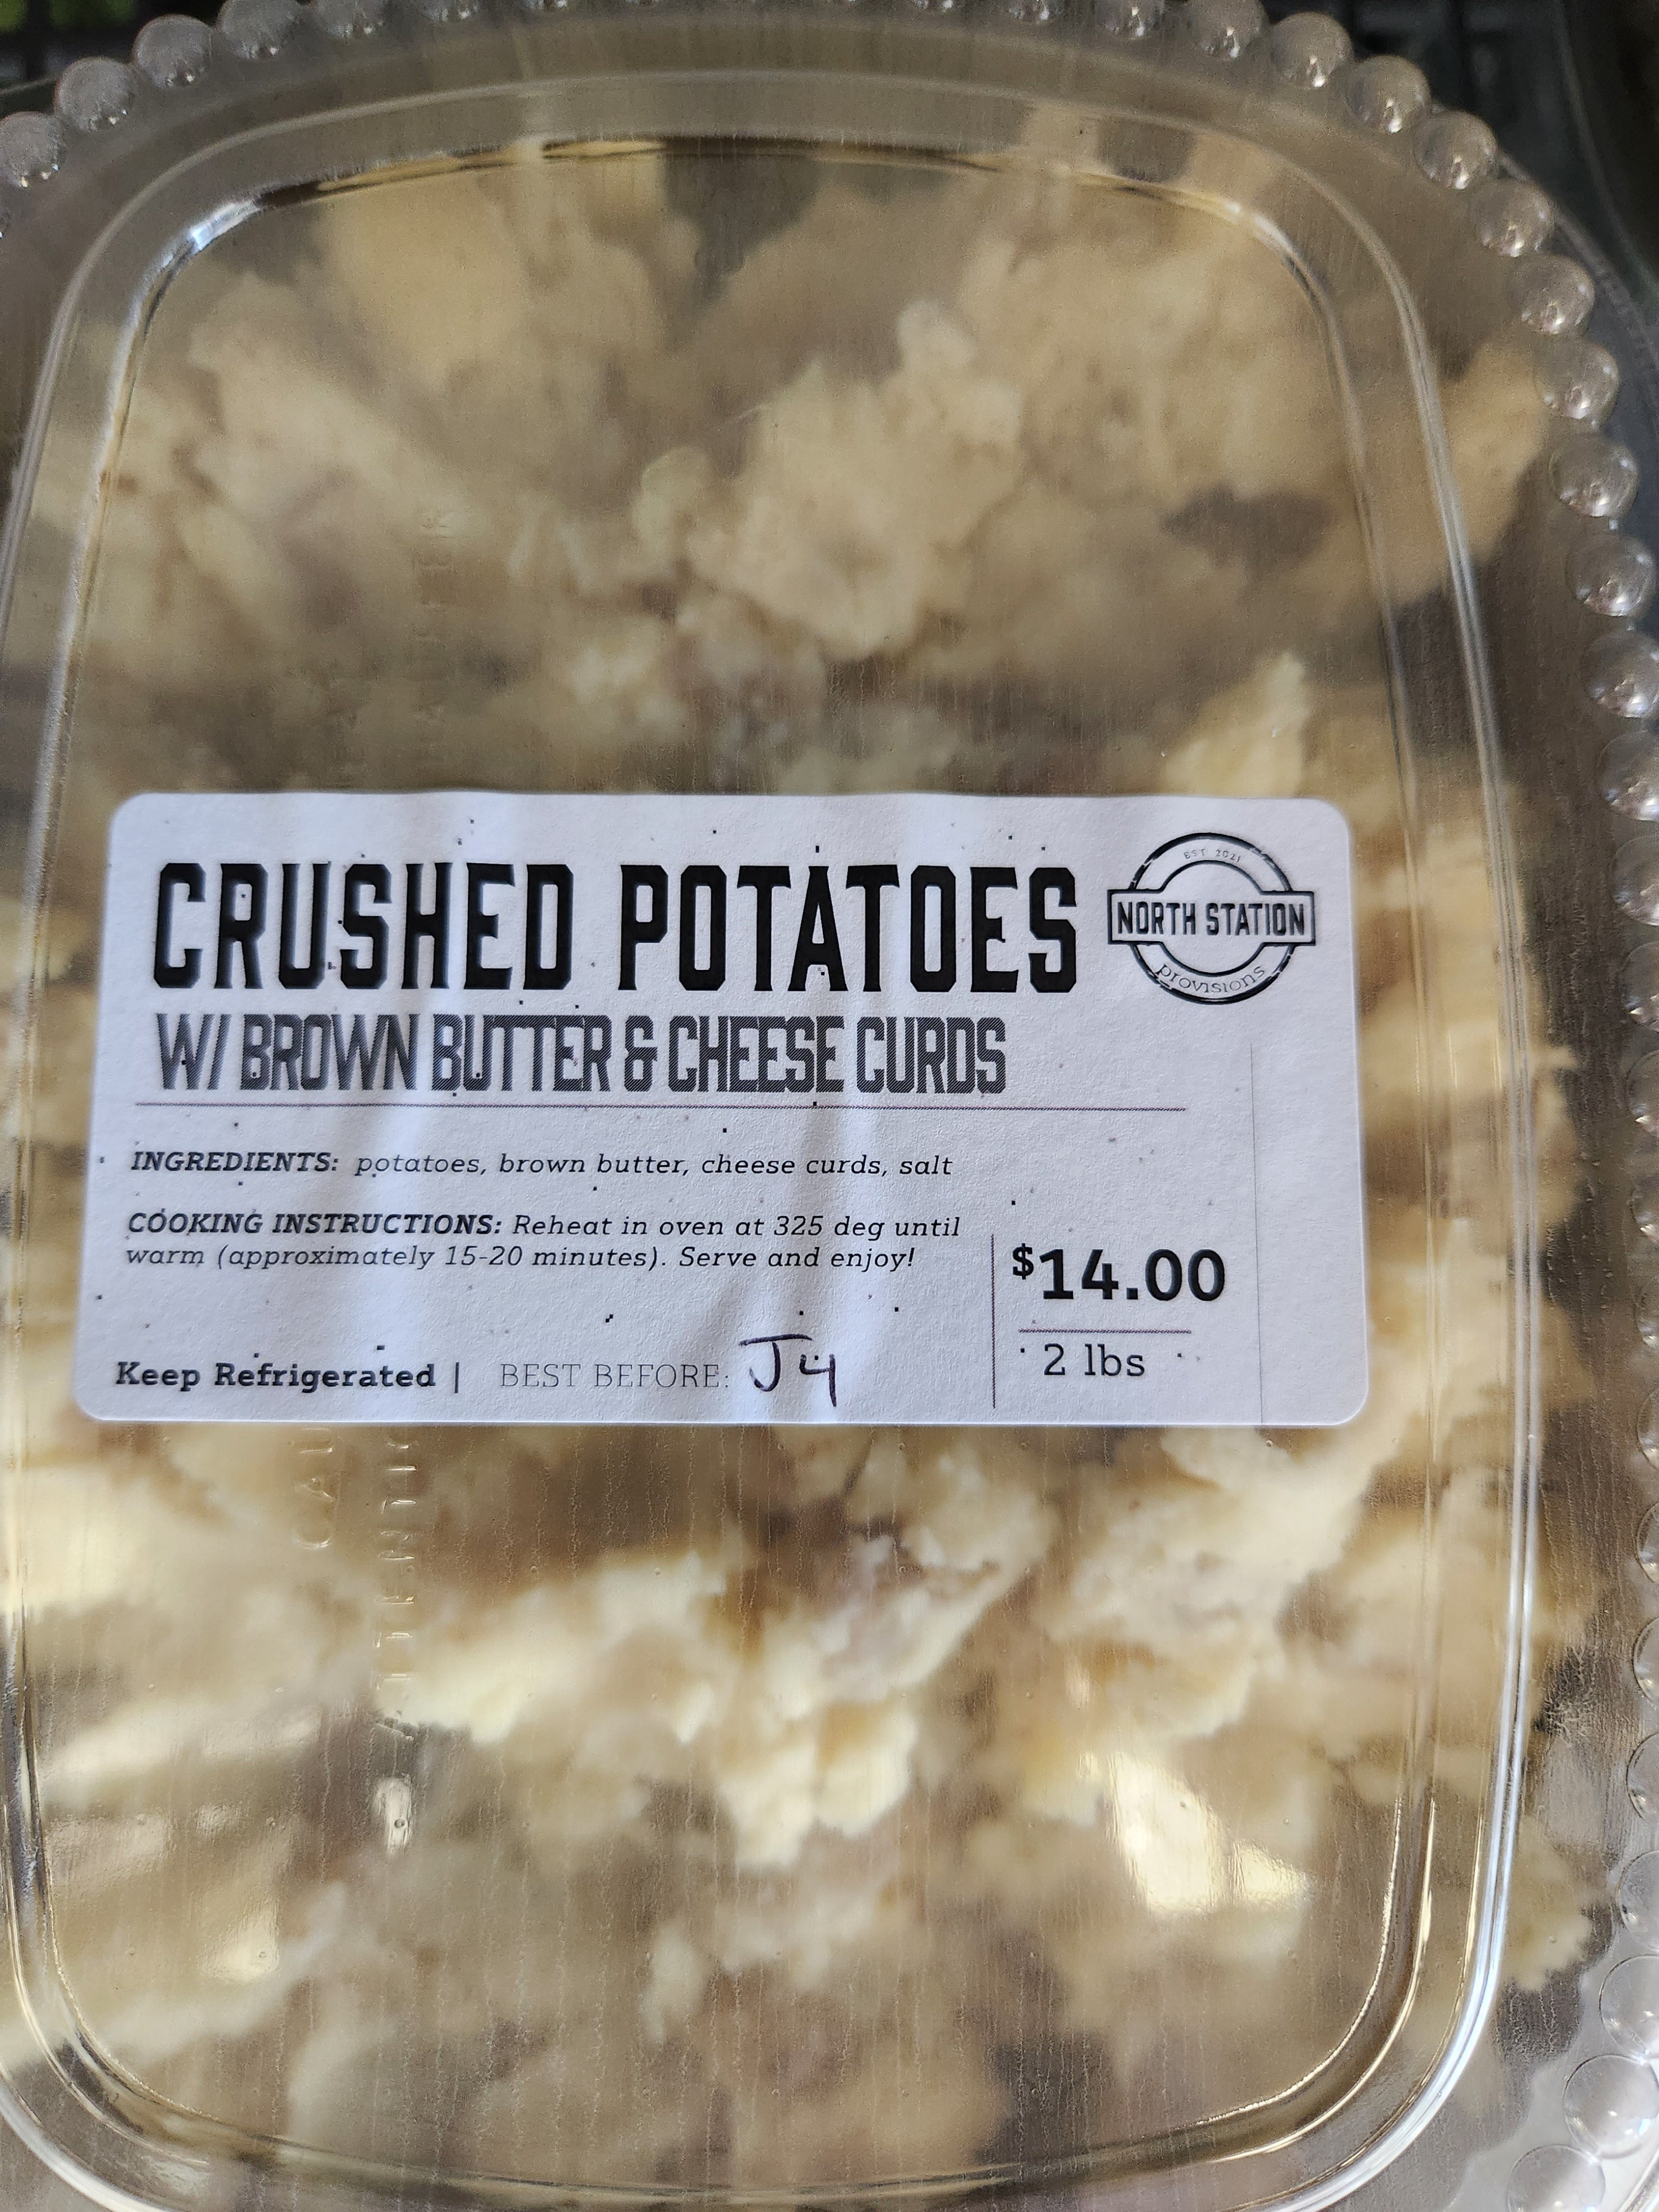 CRUSHED POTATOES
W/ BROWN BUTTER & CHEESE CURDS
EST 2021
NORTH STATION
provisions
INGREDIENTS: potatoes, brown butter, cheese curds, salt
COOKING INSTRUCTIONS: Reheat in oven at 325 deg until
warm (approximately 15-20 minutes). Serve and enjoy!
$14.00
2 lbs
Keep Refrigerated | BEST BEFORE: J4